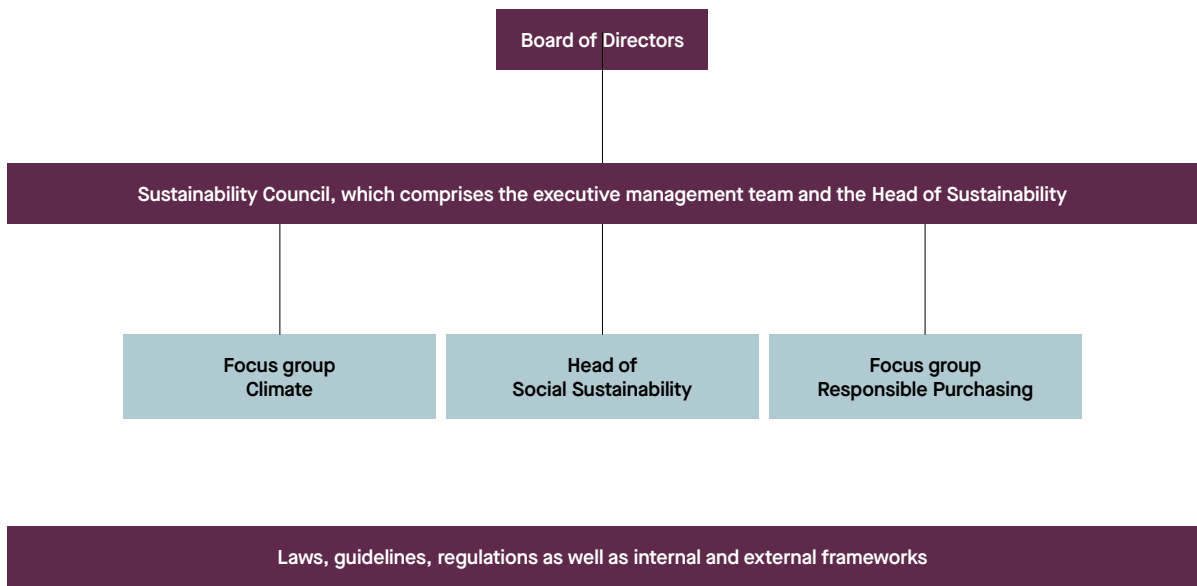 Board of Directors
Sustainability Council, which comprises the executive management team and the Head of Sustainability
Focus group
Climate
Head of
Social Sustainability
Focus group
Responsible Purchasing
Laws, guidelines, regulations as well as internal and external frameworks